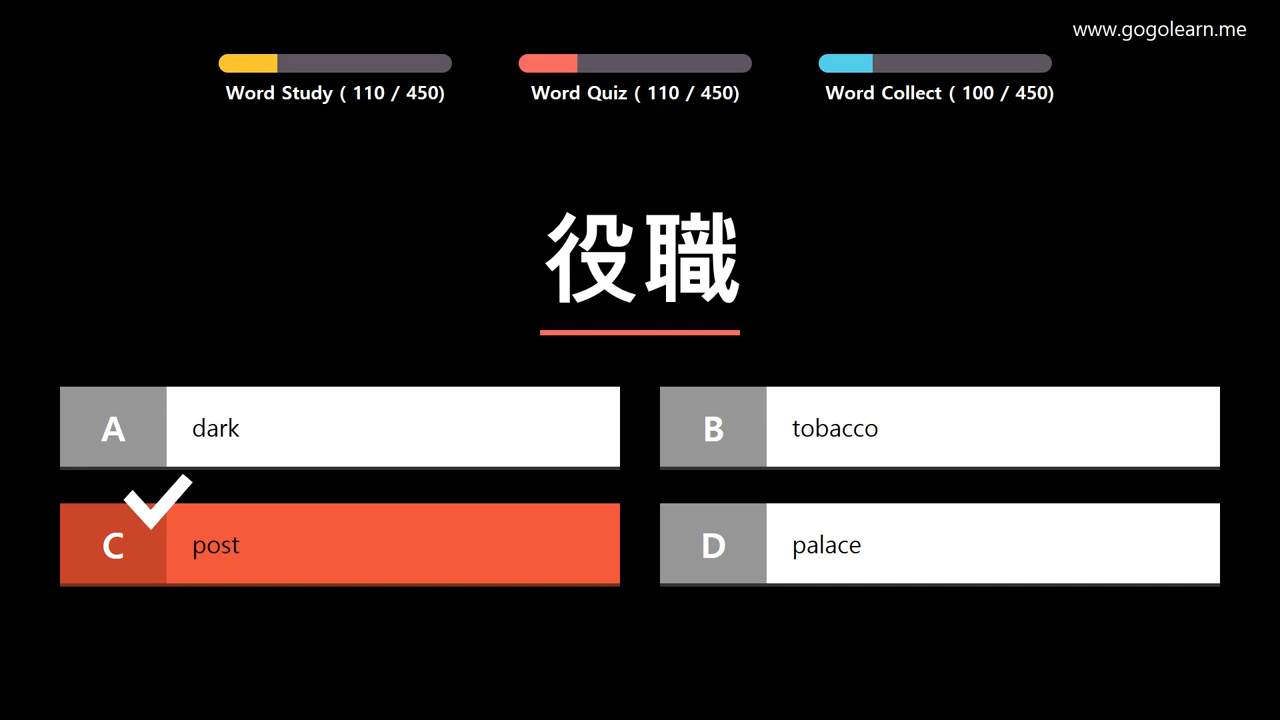 www.gogolearn.me
Word Study ( 110 / 450)
Word Quiz ( 110 / 450)
Word Collect ( 100 / 450)
役職
A dark
B tobacco
C post
D palace